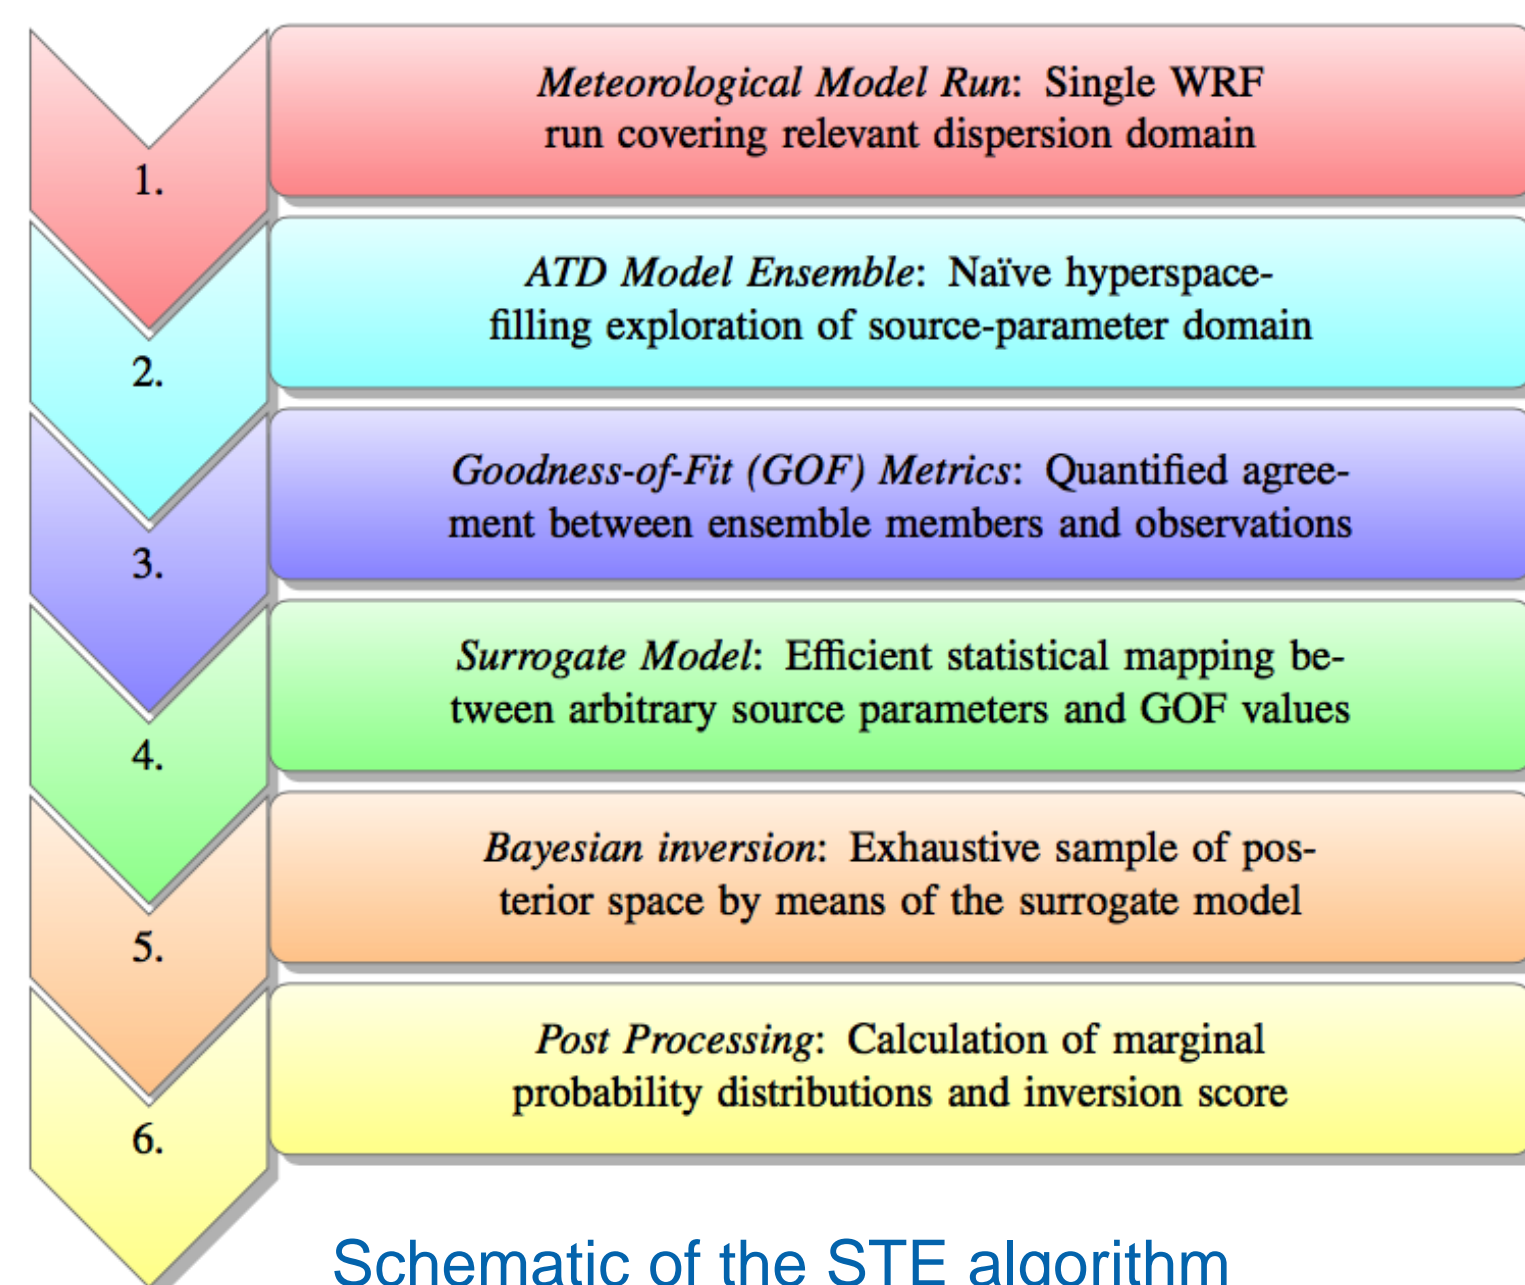 1.
Meteorological Model Run: Single WRF
run covering relevant dispersion domain
2.
ATD Model Ensemble: Naïve hyperspace-
filling exploration of source-parameter domain
3.
Goodness-of-Fit (GOF) Metrics: Quantified agree-
ment between ensemble members and observations
4.
Surrogate Model: Efficient statistical mapping be-
tween arbitrary source parameters and GOF values
5.
Bayesian inversion: Exhaustive sample of pos-
terior space by means of the surrogate model
6.
Post Processing: Calculation of marginal
probability distributions and inversion score
Schematic of the STE algorithm